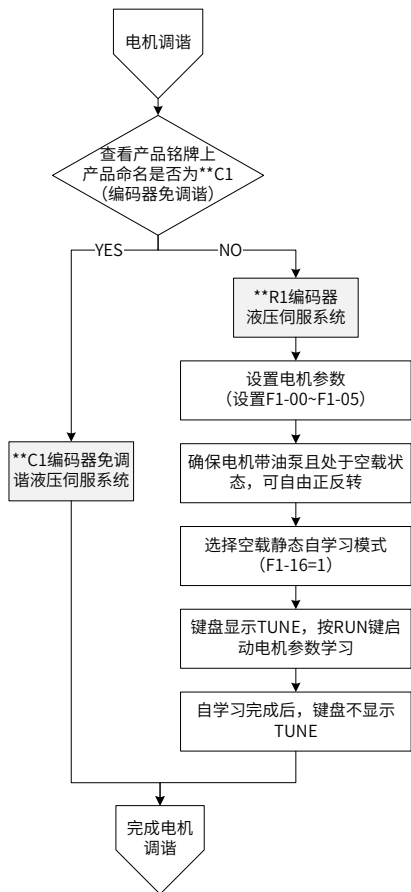 电机调谐
查看产品铭牌上
产品命名是否为**C1
（编码器免调谐）
YES
NO
**R1编码器
液压伺服系统
设置电机参数
（设置F1-00~F1-05）
**C1编码器免调
谐液压伺服系统
确保电机带油泵且处于空载状
态，可自由正反转
选择空载静态自学习模式
（F1-16=1）
键盘显示TUNE，按RUN键启
动电机参数学习
自学习完成后，键盘不显示
TUNE
完成电机
调谐